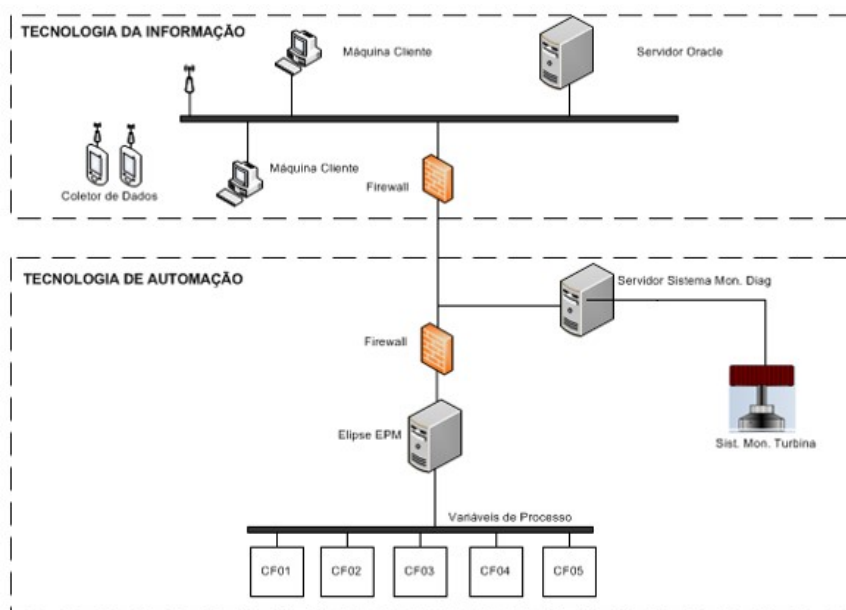 TECNOLOGIA DA INFORMAÇÃO
Máquina Cliente
Servidor Oracle
Máquina Cliente
Firewall
Coletor de Dados
TECNOLOGIA DE AUTOMAÇÃO
Servidor Sistema Mon. Diag
Firewall
Elipse EPM
Sist. Mon. Turbina
Variáveis de Processo
CF01
CF02
CF03
CF04
CF05